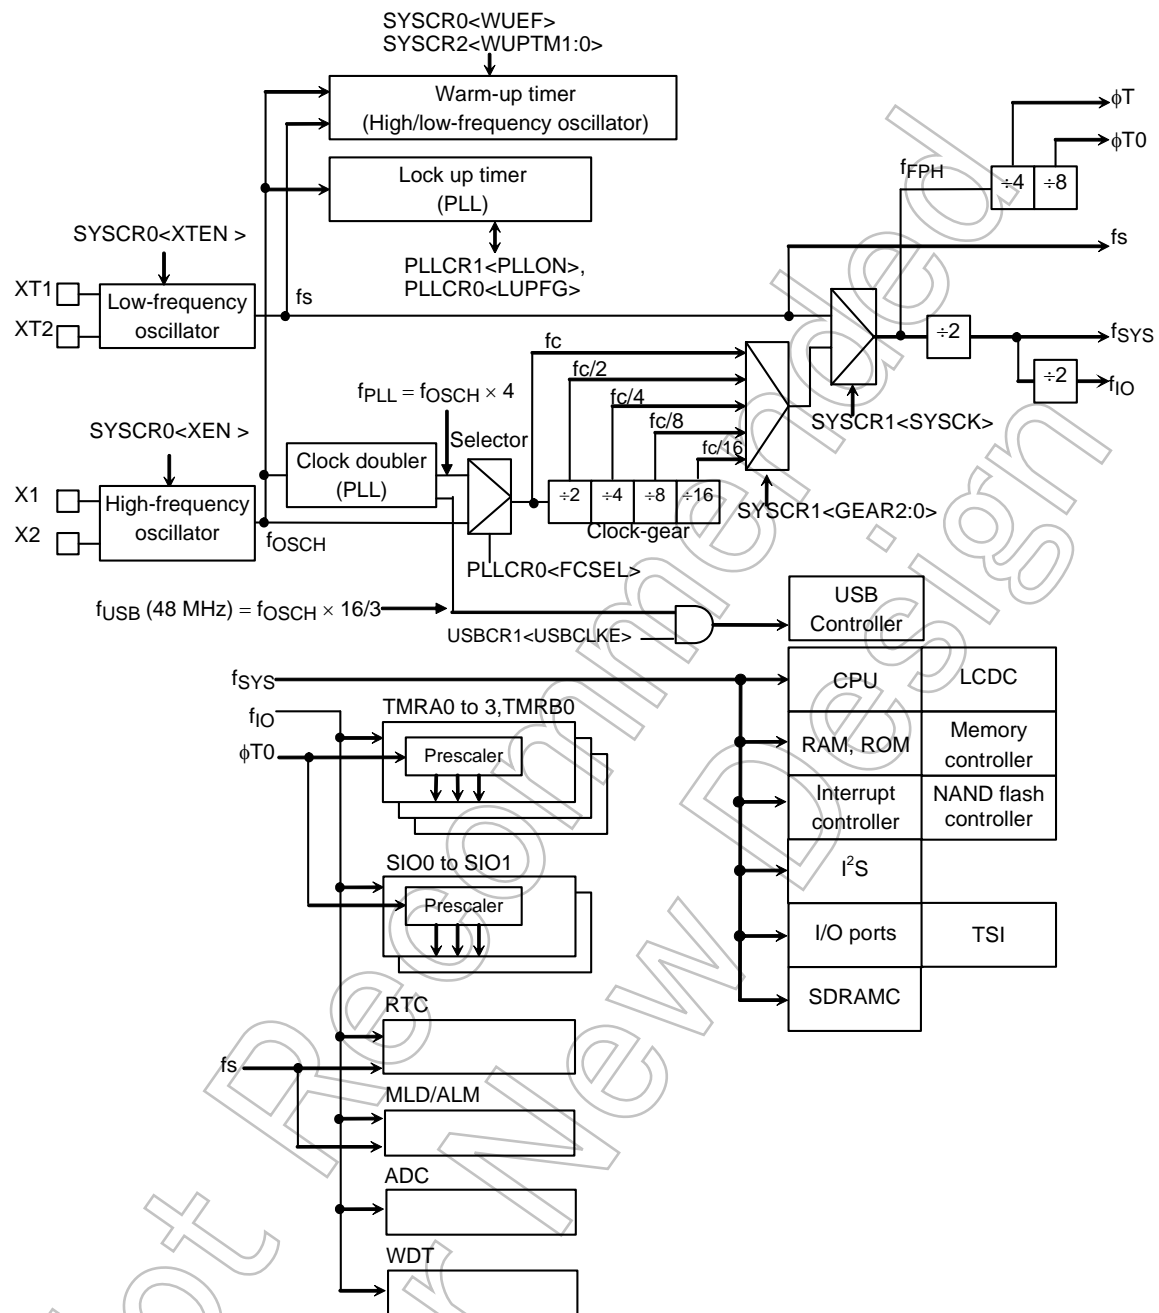 SYSCR0<WUEF>
SYSCR2<WUPTM1:0>
Warm-up timer
(High/low-frequency oscillator)
Lock up timer
(PLL)
PLLCR1<PLLON>,
PLLCR0<LUPFG>
ϕT
ϕT0
fFPH
÷4
÷8
fs
SYSCR0<XTEN >
XT1
XT2
Low-frequency
oscillator
fs
fc
fc/2
fc/4
fc/8
fc/16
÷2
fSYS
÷2
fIO
SYSCR1<SYSCK>
fPLL = fOSCH × 4
SYSCR0<XEN >
Selector
Clock doubler
(PLL)
X1
X2
High-frequency
oscillator
fOSCH
÷2
÷4
÷8
÷16
Clock-gear
SYSCR1<GEAR2:0>
PLLCR0<FCSEL>
fUSB (48 MHz) = fOSCH × 16/3
USBCR1<USBCLKE>
USB
Controller
fSYS
CPU
LCDC
RAM, ROM
Memory
controller
Interrupt
controller
NAND flash
controller
I²S
I/O ports
TSI
SDRAMC
fIO
ϕT0
TMRA0 to 3,TMRB0
Prescaler
SIO0 to SIO1
Prescaler
RTC
fs
MLD/ALM
ADC
WDT
Not Recommended
for New Design